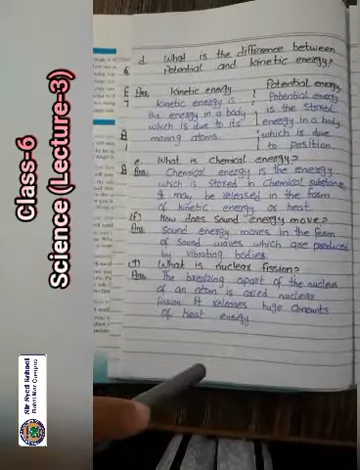 Class-6
Science (Lecture-3)
Sir Syed School
d. What is the difference between
Potential and kinetic energy?
Ans Kinetic energy
Potential energy
Kinetic energy is
the energy in a body
which is due to its
moving atoms.
Potential energy
is the stored
energy in a body
which is due
to position.
e. What is chemical energy?
Ans: Chemical energy is the energy
which is stored in chemical substance
It may be released in the form
of kinetic energy or heat.
(f) How does sound energy move?
Ans Sound energy moves in the form
of sound waves which are produced
by vibrating bodies.
What is nuclear fission?
Ans The breaking apart of the nucleus
of an atom is called nuclear
fission. It releases huge amounts
of heat energy